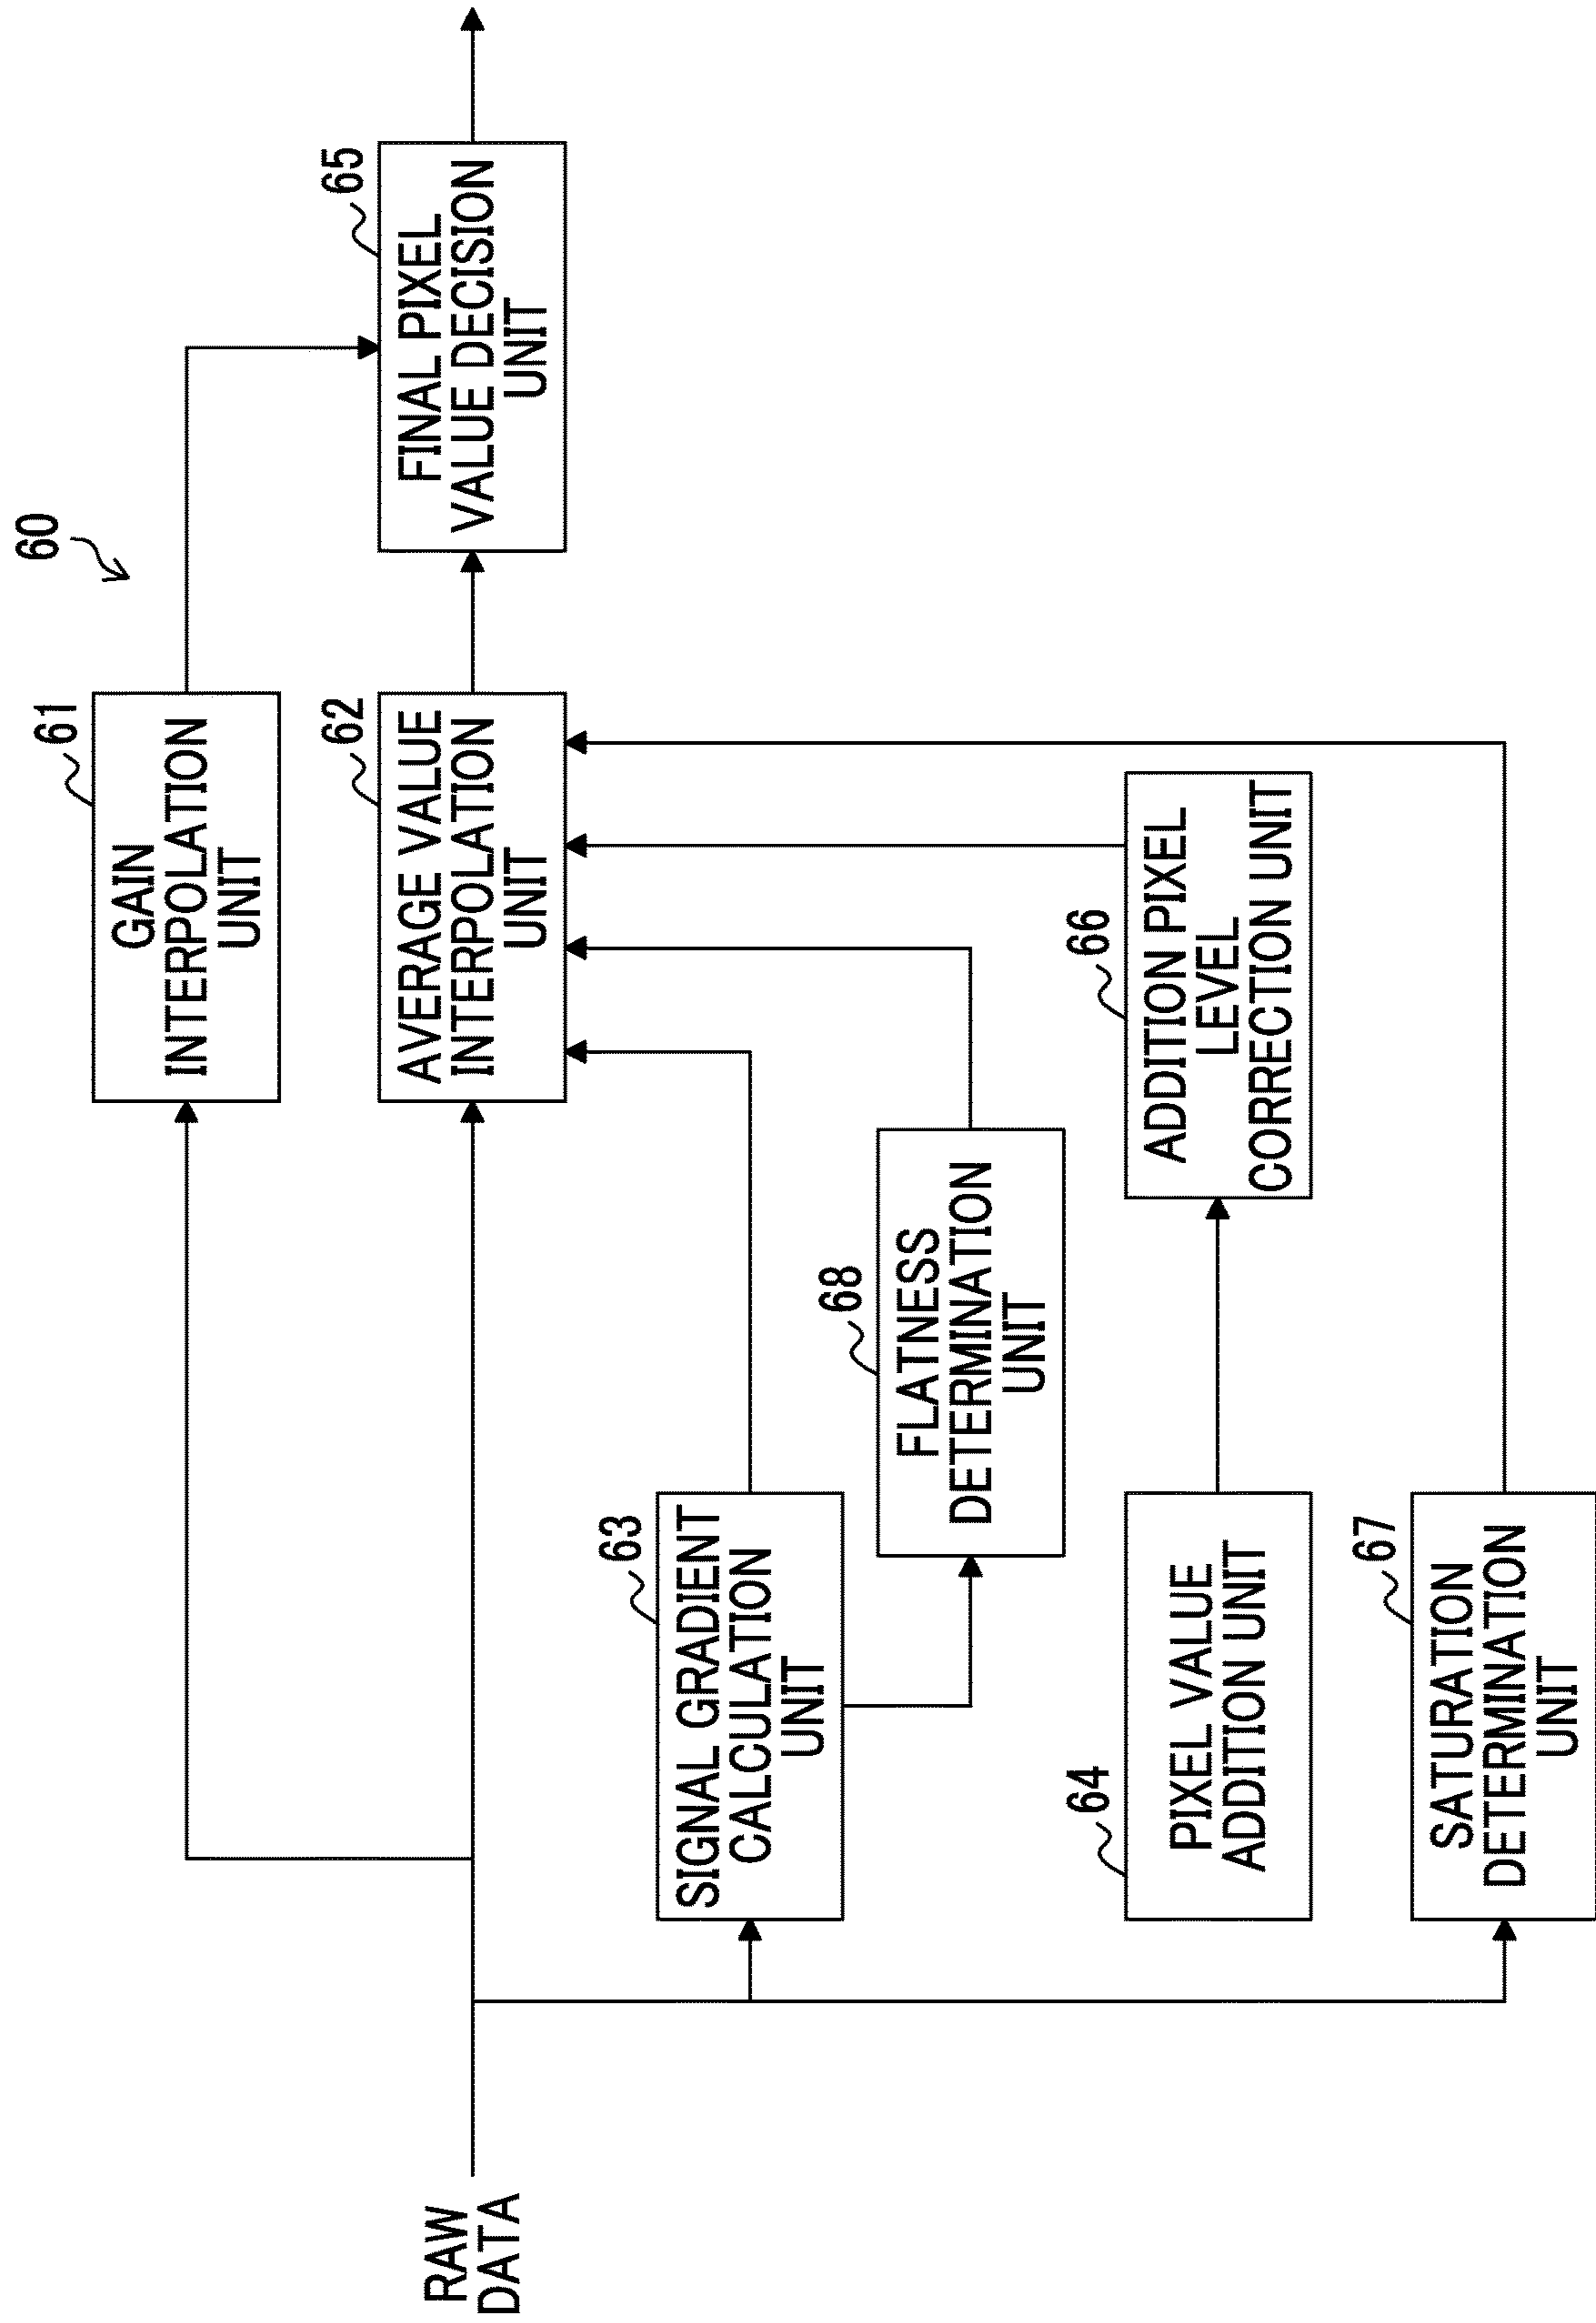 60
61
GAIN
INTERPOLATION
UNIT
62
AVERAGE VALUE
INTERPOLATION
UNIT
65
FINAL PIXEL
VALUE DECISION
UNIT
RAW
DATA
63
SIGNAL GRADIENT
CALCULATION
UNIT
68
FLATNESS
DETERMINATION
UNIT
64
PIXEL VALUE
ADDITION UNIT
66
ADDITION PIXEL
LEVEL
CORRECTION UNIT
67
SATURATION
DETERMINATION
UNIT